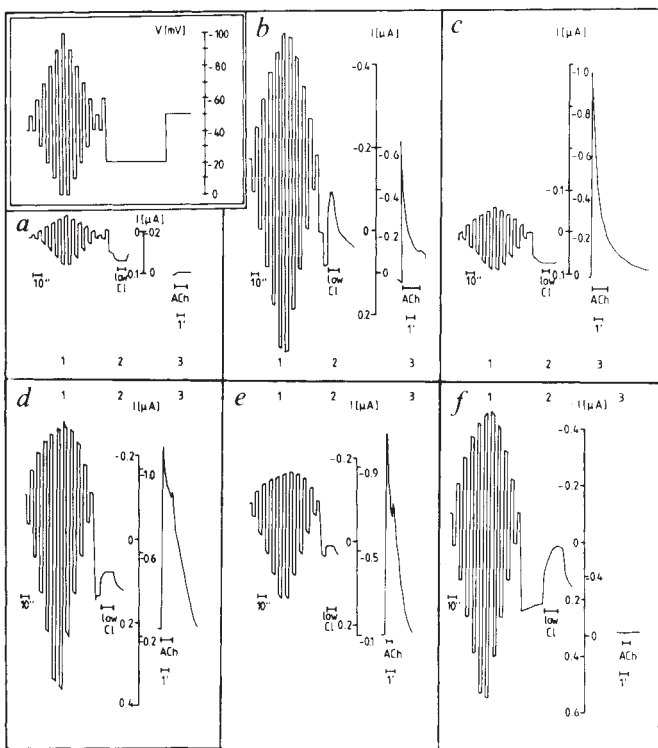 V [mV]
-100
-80
-60
-40
-20
0
a
I [µA]
0
-02
0.1
0
10''
low
Cl
ACh
1'
1
2
3
b
I [µA]
-0.4
-0.2
-0.6
-0.4
-0.2
0
0
0.2
10''
low
Cl
ACh
1'
1
2
3
c
I [µA]
-1.0
-0.8
-0.6
-0.1
-0.4
0
-0.2
0.1
0
10''
low
Cl
ACh
1'
1
2
3
d
1
2
3
I [µA]
-0.2
-1.0
0
-0.6
0.2
-0.2
0.4
10''
low
Cl
ACh
1'
e
1
2
3
I [µA]
-0.2
-0.9
0
-0.5
0.2
-0.1
10''
low
Cl
ACh
1'
f
1
2
3
I [µA]
-0.4
-0.2
0
-0.4
0.2
0
0.4
0.6
10''
low
Cl
ACh
1'